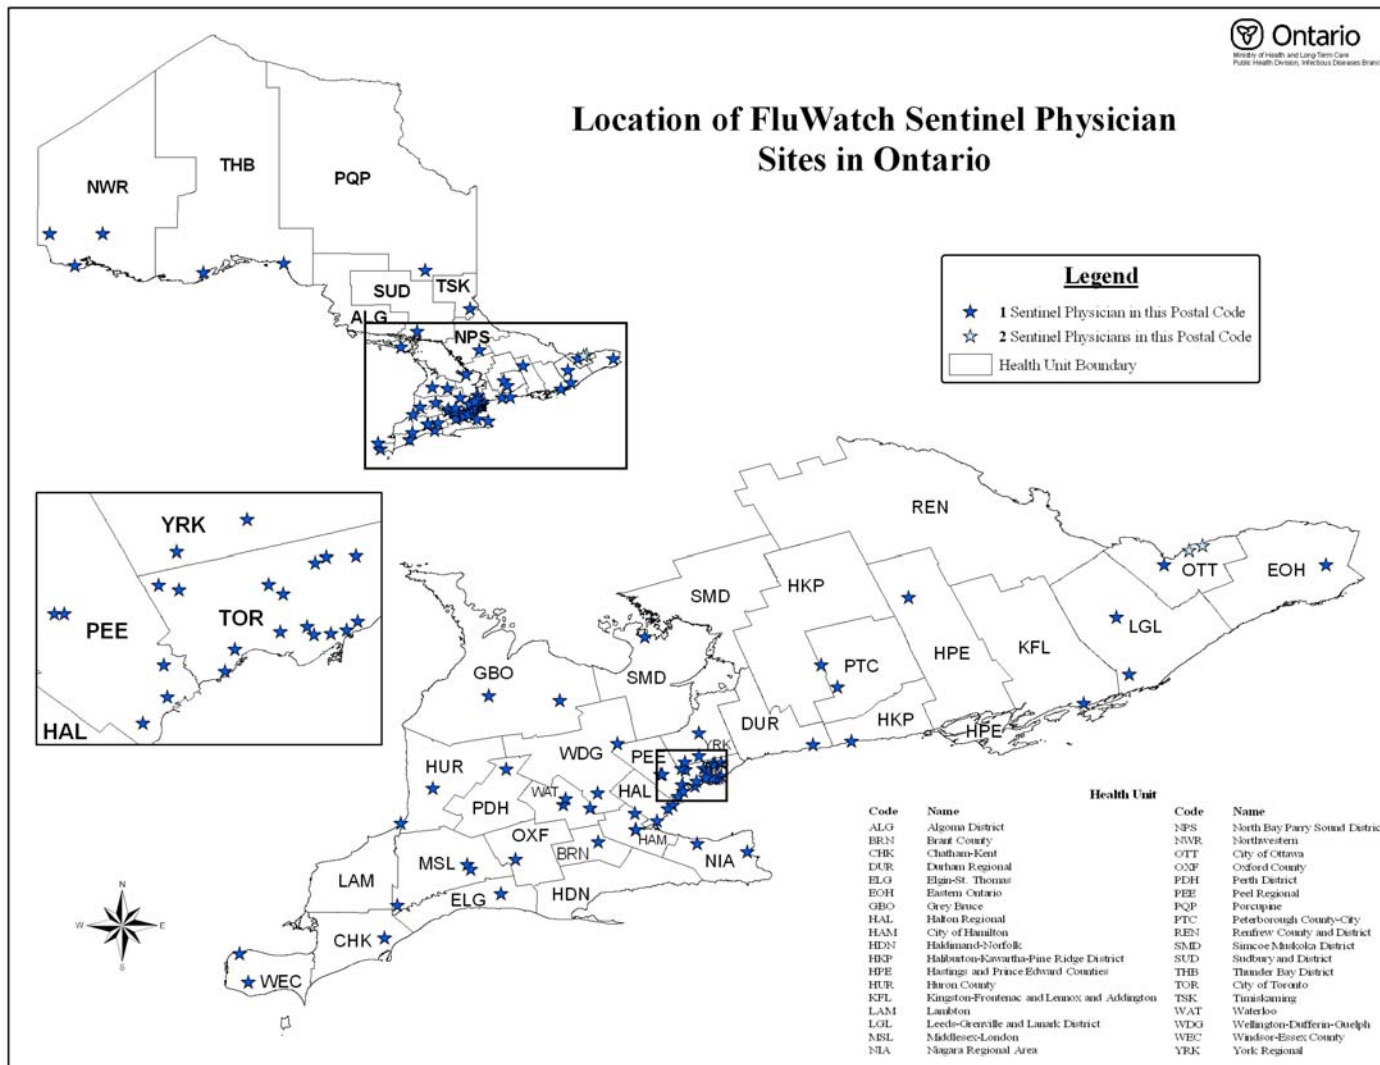 Ontario
Ministry of Health and Long-Term Care
Public Health Division, Infectious Diseases Branc
Location of FluWatch Sentinel Physician
Sites in Ontario
NWR
THB
PQP
SUD
TSK
ALG
NPS
Legend
1 Sentinel Physician in this Postal Code
2 Sentinel Physicians in this Postal Code
Health Unit Boundary
YRK
PEE
TOR
HAL
REN
SMD
HKP
OTT
EOH
LGL
GBO
SMD
PTC
HPE
KFL
DUR
HKP
HPE
WDG
PEE
YRK
HUR
WAT
HAL
PDH
OXF
BRN
HAM
NIA
MSL
LAM
ELG
HDN
CHK
WEC
N
W
E
S
Health Unit
Code Name Code Name
ALG Algoma District NPS North Bay Parry Sound Distric
BRN Brant County NWR Northwestern
CHK Chatham-Kent OTT City of Ottawa
DUR Durham Regional OXF Oxford County
ELG Elgin-St. Thomas PDH Perth District
EOH Eastern Ontario PEE Peel Regional
GBO Grey Bruce PQP Porcupine
HAL Halton Regional PTC Peterborough County-City
HAM City of Hamilton REN Renfrew County and District
HDN Haldimand-Norfolk SMD Simcoe Muskoka District
HKP Haliburton-Kawartha-Pine Ridge District SUD Sudbury and District
HPE Hastings and Prince Edward Counties THB Thunder Bay District
HUR Huron County TOR City of Toronto
KFL Kingston-Frontenac and Lennox and Addington TSK Timiskaming
LAM Lambton WAT Waterloo
LGL Leeds-Grenville and Lanark District WDG Wellington-Dufferin-Guelph
MSL Middlesex-London WEC Windsor-Essex County
NIA Niagara Regional Area YRK York Regional